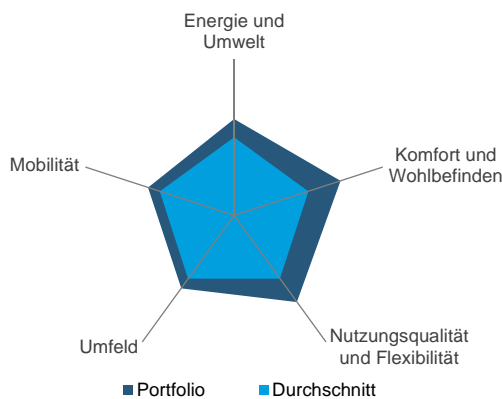 Energie und
Umwelt
Mobilität
Komfort und
Wohlbefinden
Umfeld
Nutzungsqualität
und Flexibilität
Portfolio
Durchschnitt